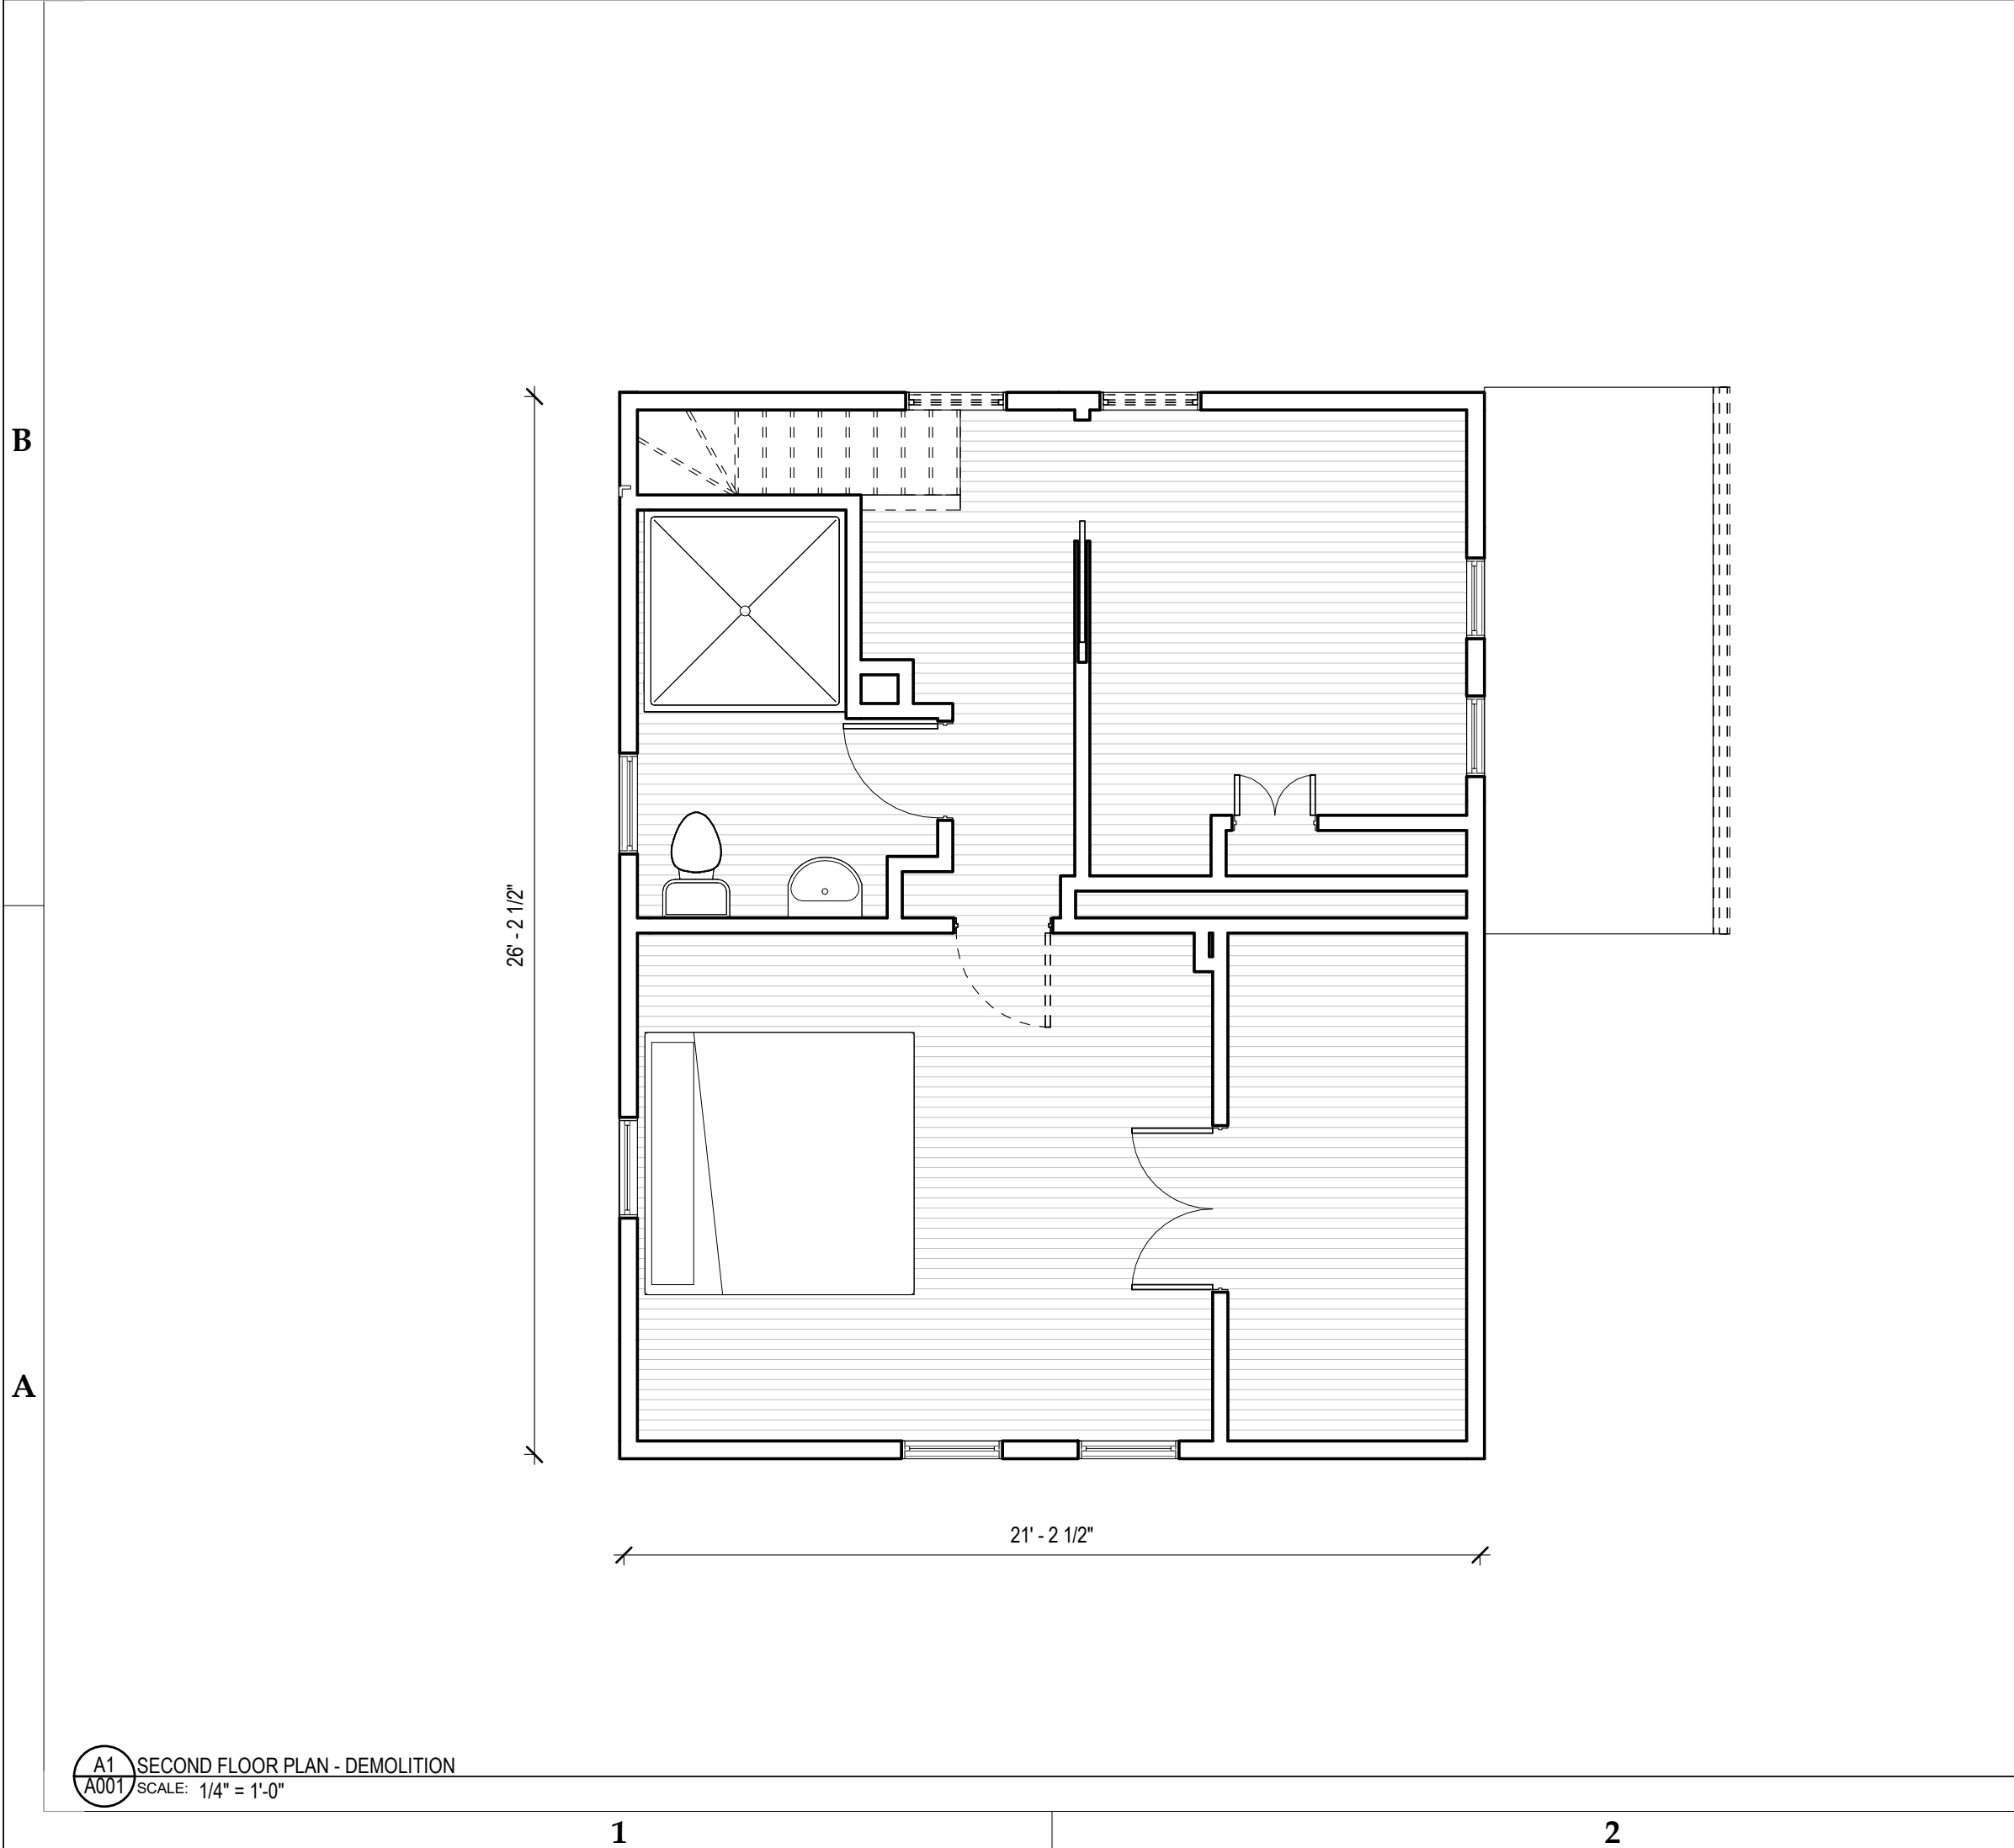 B
26' - 2 1/2"
A
21' - 2 1/2"
A1
SECOND FLOOR PLAN - DEMOLITION
A001
SCALE: 1/4" = 1'-0"
1
2